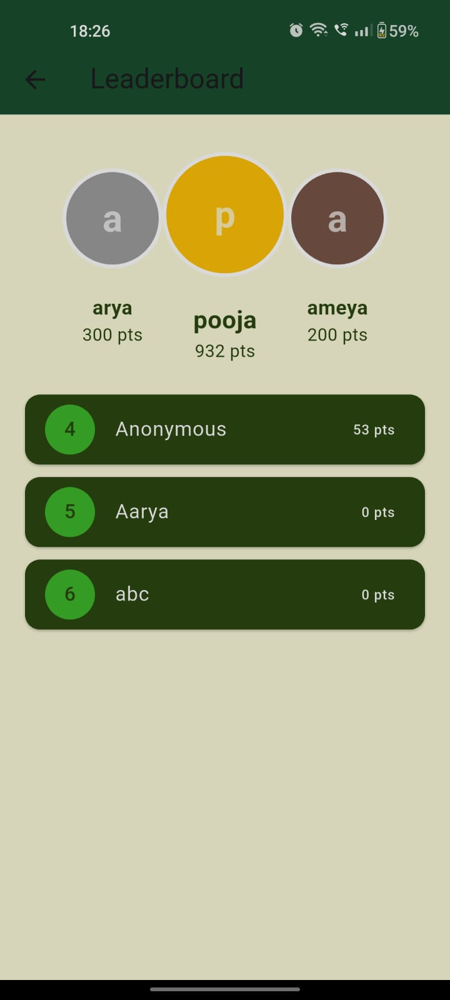 18:26 59%
Leaderboard
a p a
arya pooja ameya
300 pts 932 pts 200 pts
4 Anonymous 53 pts
5 Aarya 0 pts
6 abc 0 pts